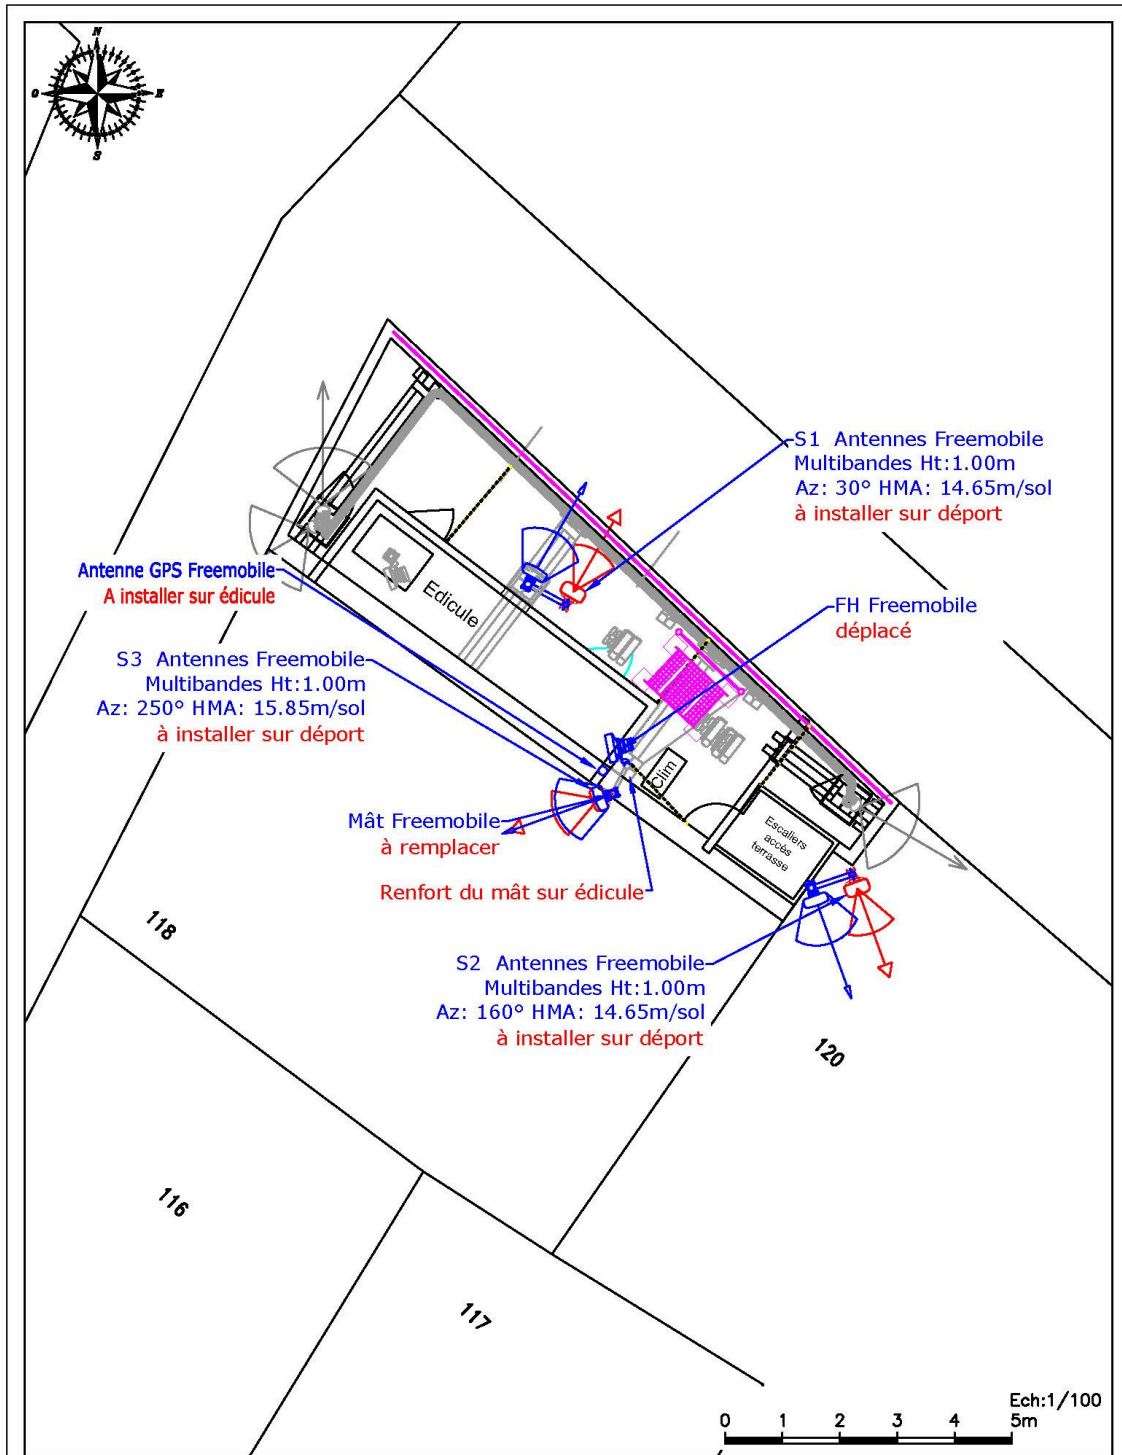 N
O
E
S
S1 Antennes Freemobile
Multibandes Ht:1.00m
Az: 30° HMA: 14.65m/sol
à installer sur déport
Antenne GPS Freemobile
A installer sur édicule
Edicule
FH Freemobile
déplacé
S3 Antennes Freemobile
Multibandes Ht:1.00m
Az: 250° HMA: 15.85m/sol
à installer sur déport
Clim
Mât Freemobile
à remplacer
Escaliers
accès
terrasse
Renfort du mât sur édicule
118
S2 Antennes Freemobile
Multibandes Ht:1.00m
Az: 160° HMA: 14.65m/sol
à installer sur déport
120
116
117
Ech:1/100
0 1 2 3 4 5m